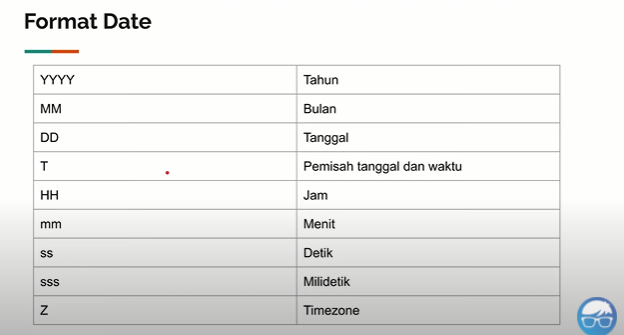 Format Date
YYYY Tahun
MM Bulan
DD Tanggal
T Pemisah tanggal dan waktu
HH Jam
mm Menit
ss Detik
sss Milidetik
Z Timezone